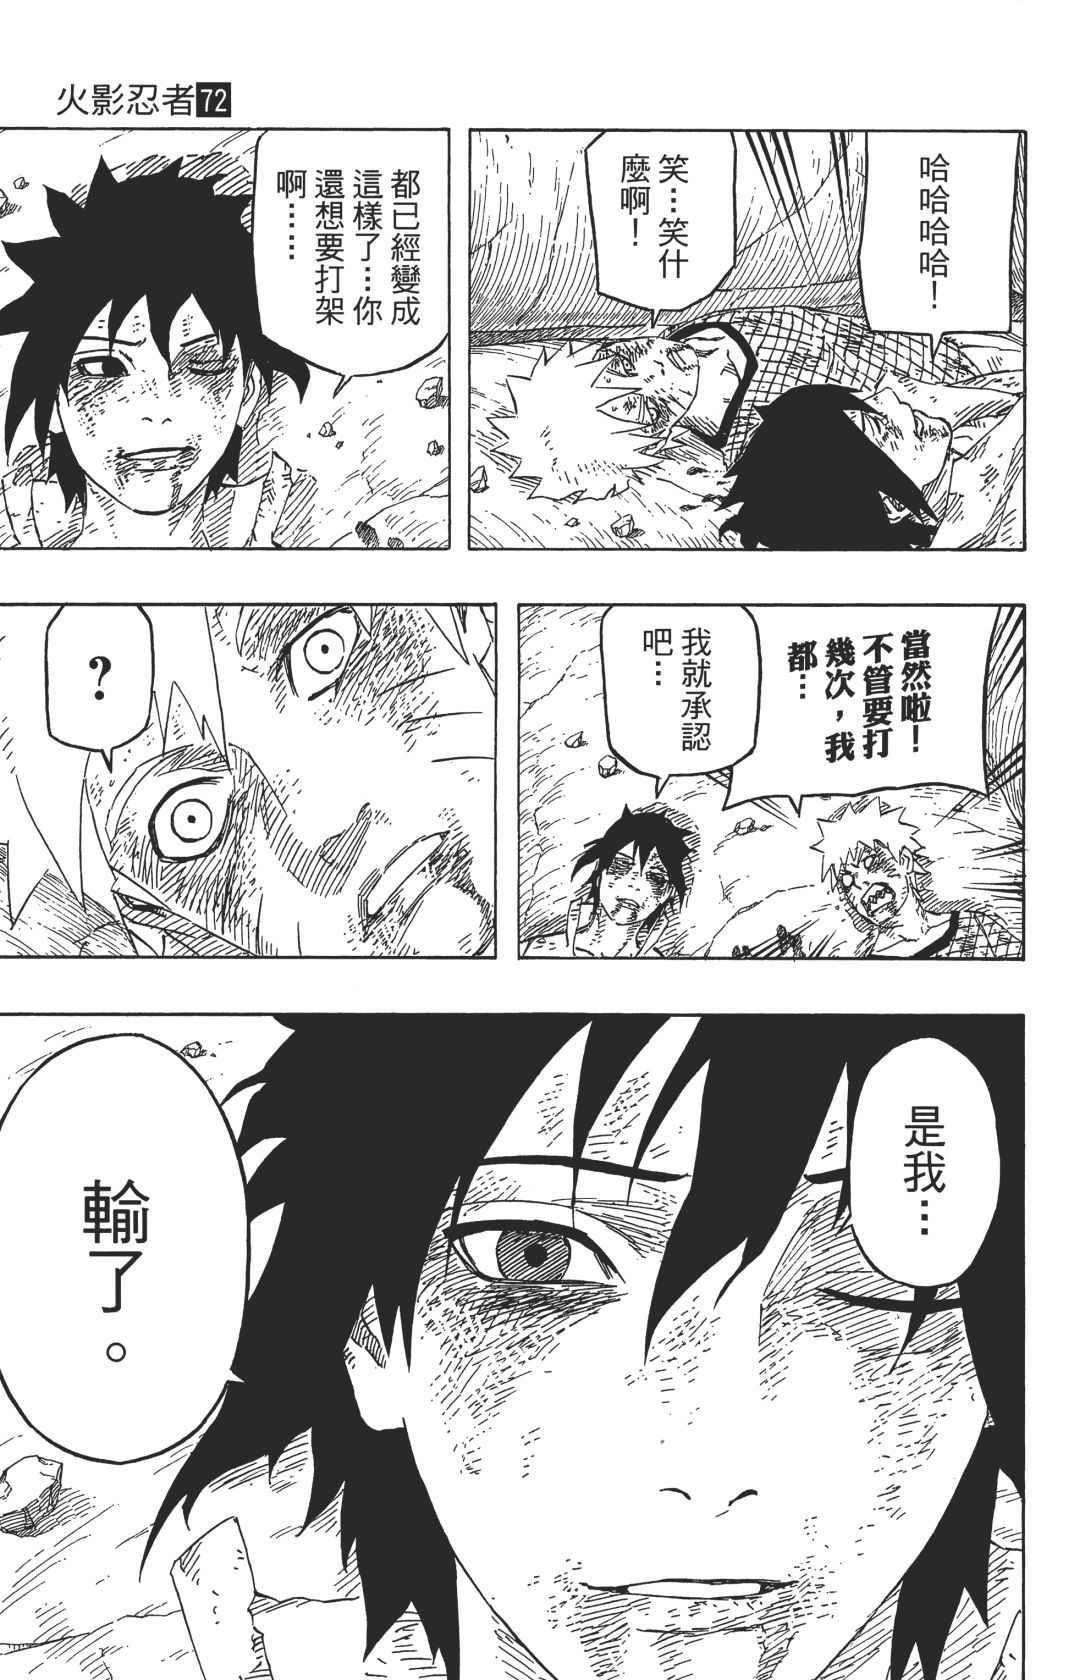 火影忍者72
哈哈哈哈！
笑…笑什
麼啊！
都已經變成
這樣了…你
還想要打架
啊……
當然啦！
不管要打
幾次，我
都…
我就承認
吧…
？
是我…
輸了。